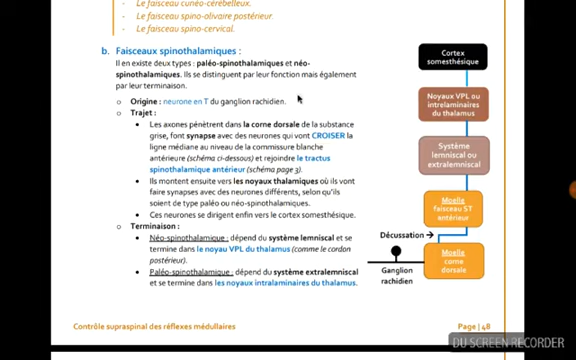 - Le faisceau cunéo-cérébelleux.
- Le faisceau spino-olivaire postérieur.
- Le faisceau spino-cervical.
b. Faisceaux spinothalamiques :
Il en existe deux types : paléo-spinothalamiques et néo-
spinothalamiques. Ils se distinguent par leur fonction mais également
par leur terminaison.
o Origine : neurone en T du ganglion rachidien.
o Trajet :
• Les axones pénètrent dans la corne dorsale de la substance
grise, font synapse avec des neurones qui vont CROISER la
ligne médiane au niveau de la commissure blanche
antérieure (schéma ci-dessous) et rejoindre le tractus
spinothalamique antérieur (schéma page 3).
• Ils montent ensuite vers les noyaux thalamiques où ils vont
faire synapses avec des neurones différents, selon qu'ils
soient de type paléo ou néo-spinothalamiques.
• Ces neurones se dirigent enfin vers le cortex somesthésique.
o Terminaison :
• Néo-spinothalamique : dépend du système lemniscal et se
termine dans le noyau VPL du thalamus (comme le cordon
postérieur).
• Paléo-spinothalamique : dépend du système extralemniscal
et se termine dans les noyaux intralaminaires du thalamus.
Cortex
somesthésique
Noyaux VPL ou
intrelaminaires
du thalamus
Système
lemniscal ou
extralemniscal
Moelle
faisceau ST
antérieur
Décussation
Moelle
corne
dorsale
Ganglion
rachidien
Contrôle supraspinal des réflexes médullaires
Page | 48
DU SCREEN RECORDER